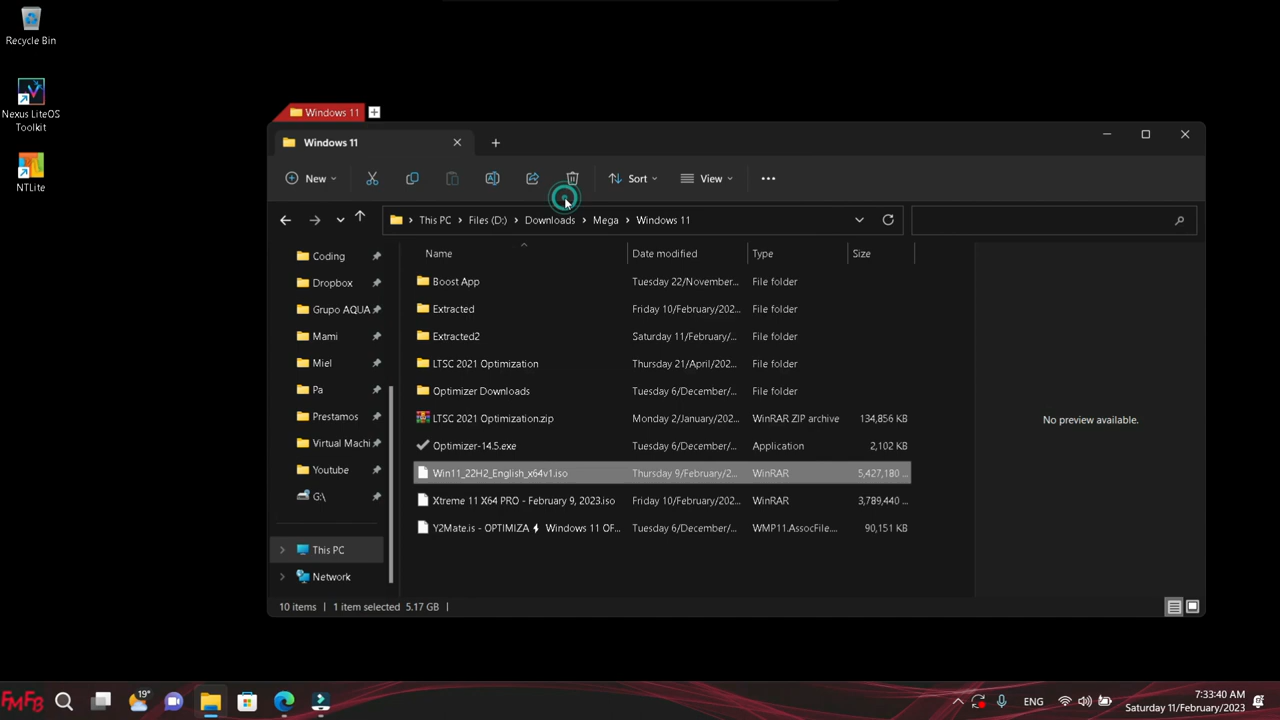 Recycle Bin
Nexus LiteOS
Toolkit
NTLite
Windows 11
Windows 11
New
Sort
View
This PC > Files (D:) > Downloads > Mega > Windows 11
Name Date modified Type Size
Coding
Dropbox
Grupo AQUA
Mami
Miel
Pa
Prestamos
Virtual Machi
Youtube
G:\
This PC
Network
Boost App Tuesday 22/November... File folder
Extracted Friday 10/February/202... File folder
Extracted2 Saturday 11/February/... File folder
LTSC 2021 Optimization Thursday 21/April/202... File folder
Optimizer Downloads Tuesday 6/December/... File folder
LTSC 2021 Optimization.zip Monday 2/January/202... WinRAR ZIP archive 134,856 KB
Optimizer-14.5.exe Tuesday 6/December/... Application 2,102 KB
Win11_22H2_English_x64v1.iso Thursday 9/February/2... WinRAR 5,427,180 ...
Xtreme 11 X64 PRO - February 9, 2023.iso Friday 10/February/202... WinRAR 3,789,440 ...
Y2Mate.is - OPTIMIZA⚡ Windows 11 OF... Tuesday 6/December/... WMP11.AssocFile.... 90,151 KB
No preview available.
10 items | 1 item selected 5.17 GB |
FMFB
19°
ENG
7:33:40 AM
Saturday 11/February/2023